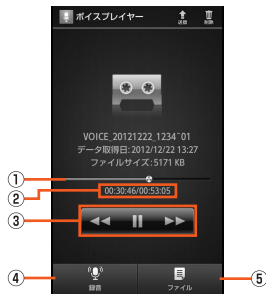 ボイスプレイヤー 送信 削除
VOICE_20121222_1234~01
データ取得日:2012/12/22 13:27
ファイルサイズ:5171 KB
①
②
00:30:46/00:53:05
③
④
⑤
録音 ファイル